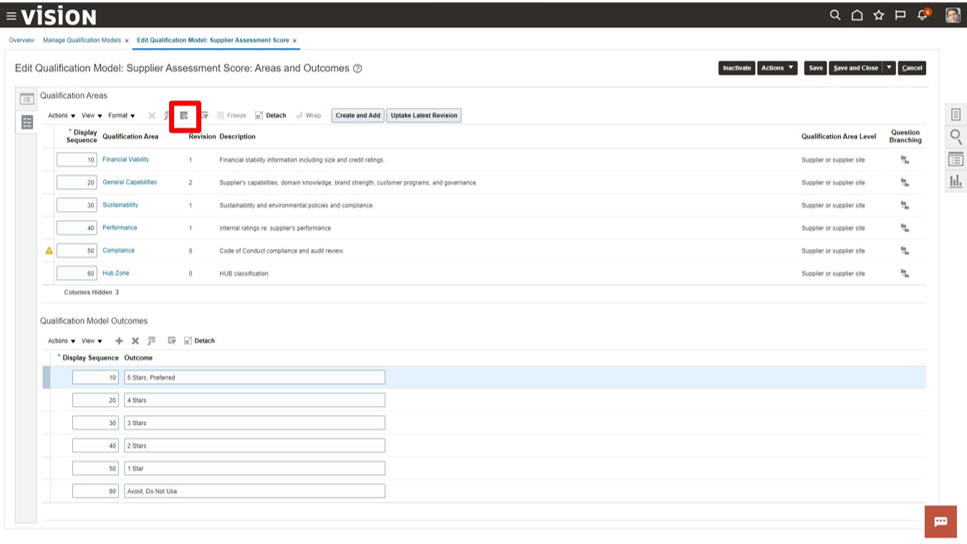 VISION
6
Overview Manage Qualification Models x Edit Qualification Model: Supplier Assessment Score x
Edit Qualification Model: Supplier Assessment Score: Areas and Outcomes ?
Inactivate Actions Save Save and Close Cancel
Qualification Areas
Actions View Format Freeze Detach Wrap Create and Add Uptake Latest Revision
* Display Sequence Qualification Area Revision Description Qualification Area Level Question Branching
10 Financial Viability 1 Financial stability information including size and credit ratings. Supplier or supplier site
20 General Capabilities 2 Supplier's capabilities, domain knowledge, brand strength, customer programs, and governance. Supplier or supplier site
30 Sustainability 1 Sustainability and environmental policies and compliance. Supplier or supplier site
40 Performance 1 Internal ratings re: supplier's performance Supplier or supplier site
50 Compliance 0 Code of Conduct compliance and audit review. Supplier or supplier site
60 Hub Zone 0 HUB classification. Supplier or supplier site
Columns Hidden 3
Qualification Model Outcomes
Actions View Detach
* Display Sequence Outcome
10 5 Stars, Preferred
20 4 Stars
30 3 Stars
40 2 Stars
50 1 Star
60 Avoid, Do Not Use